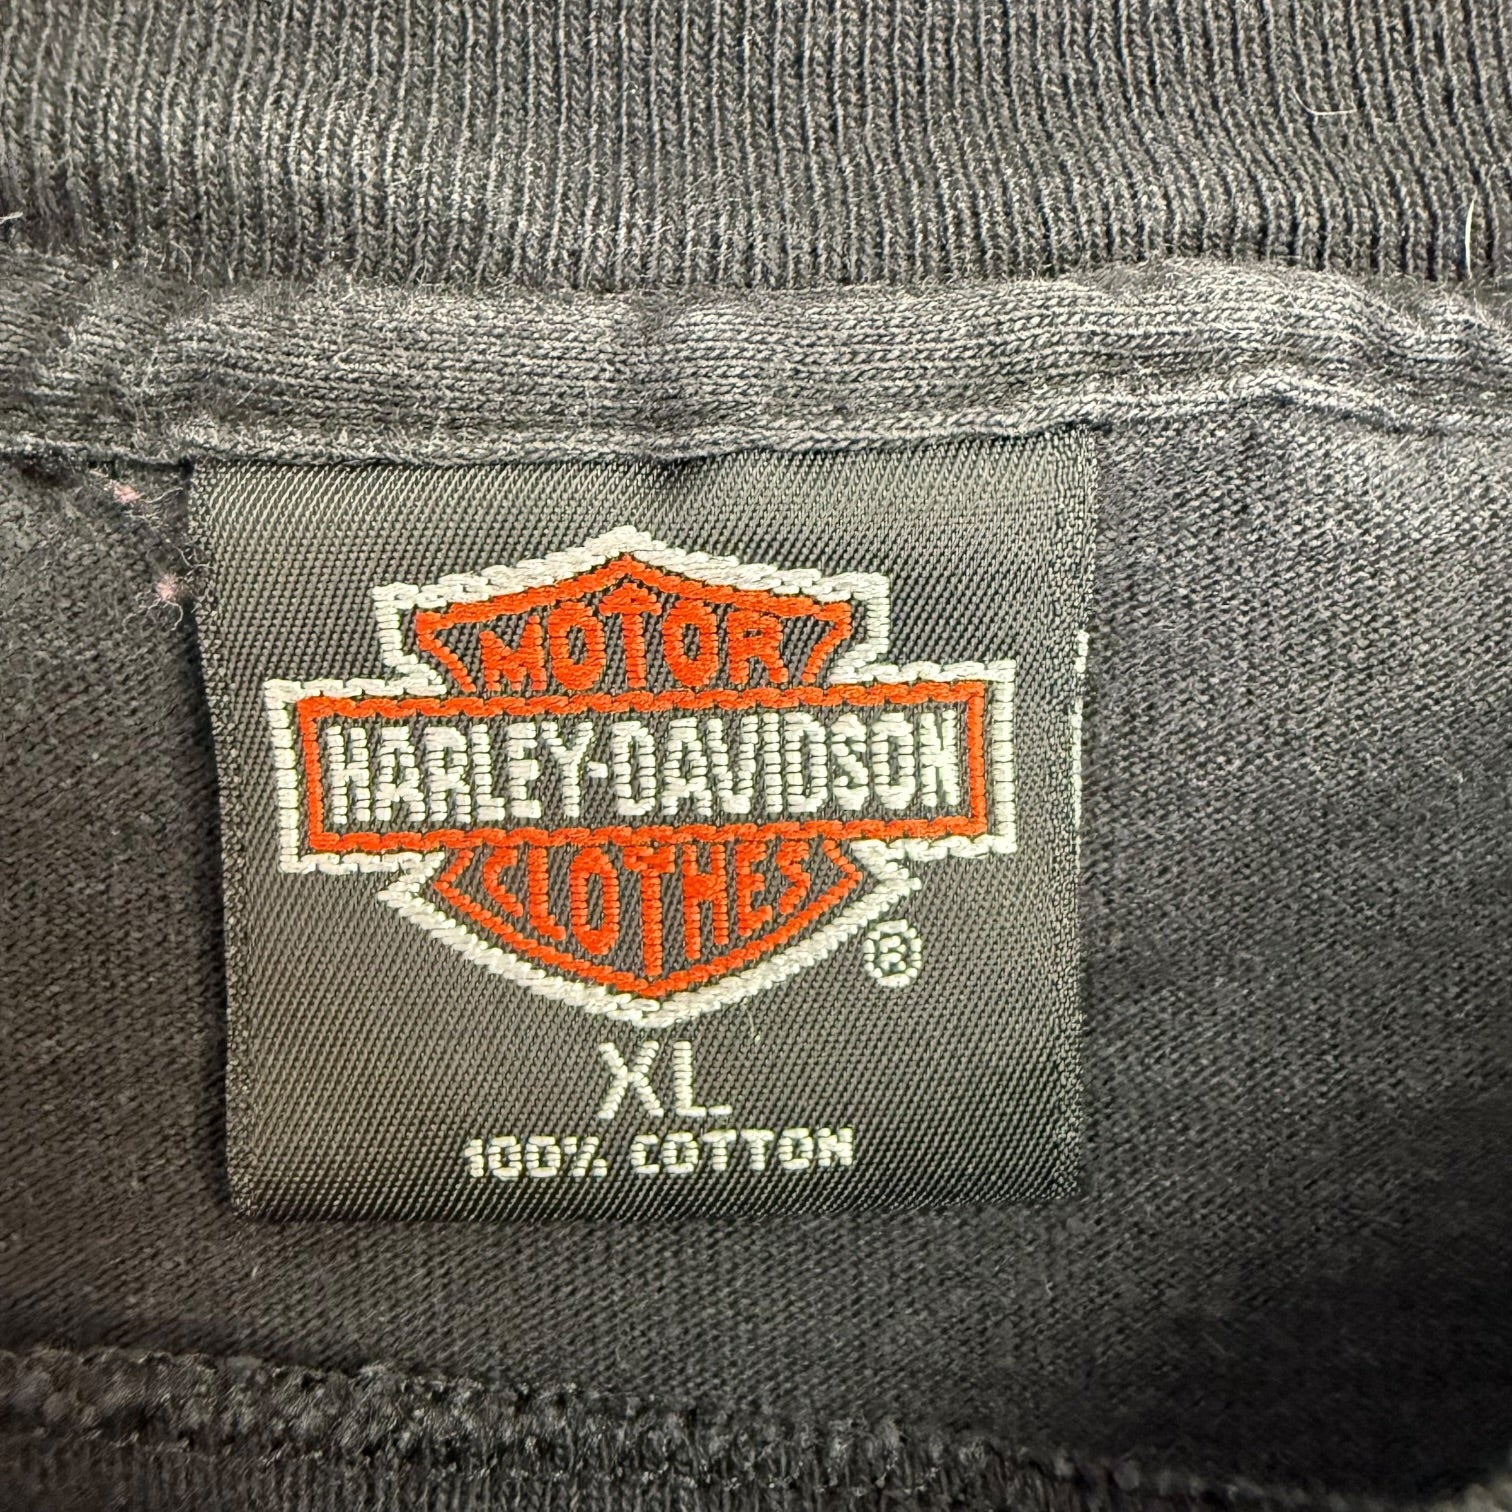 MOTOR
HARLEY-DAVIDSON
CLOTHES
®
XL
100% COTTON